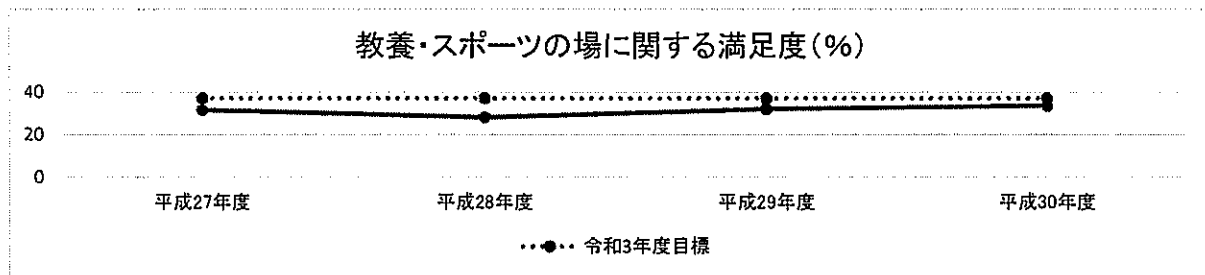 教養・スポーツの場に関する満足度(%)
40
20
0
平成27年度
平成28年度
平成29年度
平成30年度
令和3年度目標